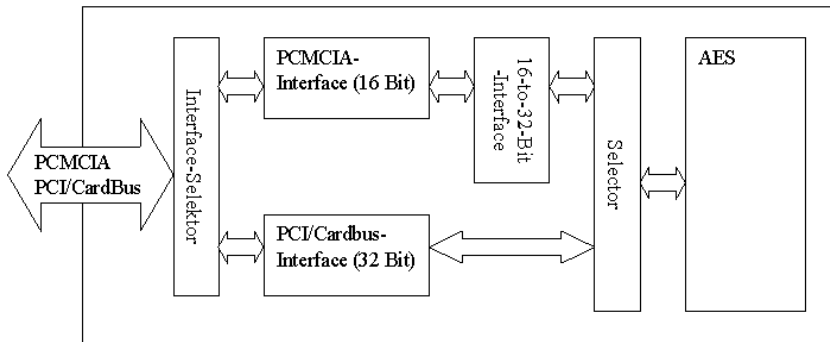 PCMCIA
PCI/CardBus
Interface-Selektor
PCMCIA-
Interface (16 Bit)
16-to-32-Bit
-Interface
PCI/Cardbus-
Interface (32 Bit)
Selector
AES